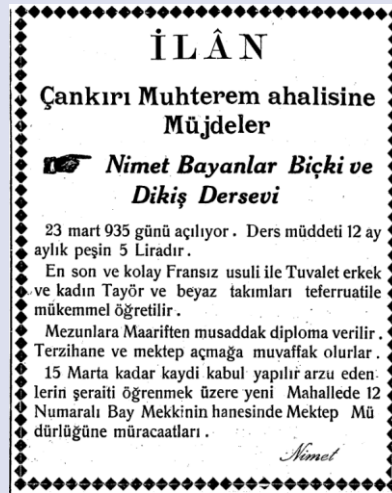 İLÂN
Çankırı Muhterem ahalisine
Müjdeler
Nimet Bayanlar Biçki ve
Dikiş Dersevi
23 mart 935 günü açılıyor. Ders müddeti 12 ay
aylık peşin 5 Liradır.
En son ve kolay Fransız usuli ile Tuvalet erkek
ve kadın Tayör ve beyaz takımları teferruatile
mükemmel öğretilir.
Mezunlara Maariften musaddak diploma verilir.
Terzihane ve mektep açmağa muvaffak olurlar.
15 Marta kadar kaydi kabul yapılır arzu eden
lerin şeraiti öğrenmek üzere yeni Mahallede 12
Numaralı Bay Mekkinin hanesinde Mektep Mü
dürlüğüne müracaatları.
Nimet